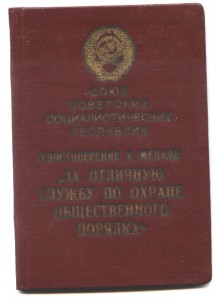 СОЮЗ
СОВЕТСКИХ
СОЦИАЛИСТИЧЕСКИХ
РЕСПУБЛИК
УДОСТОВЕРЕНИЕ К МЕДАЛИ
„ЗА ОТЛИЧНУЮ
СЛУЖБУ ПО ОХРАНЕ
ОБЩЕСТВЕННОГО
ПОРЯДКА“